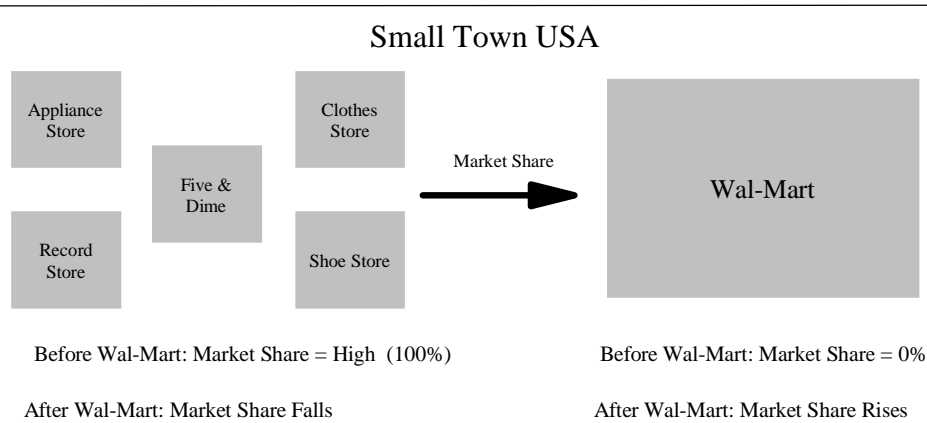 Small Town USA
Appliance
Store
Clothes
Store
Five &
Dime
Record
Store
Shoe Store
Market Share
Wal-Mart
Before Wal-Mart: Market Share = High (100%)
Before Wal-Mart: Market Share = 0%
After Wal-Mart: Market Share Falls
After Wal-Mart: Market Share Rises